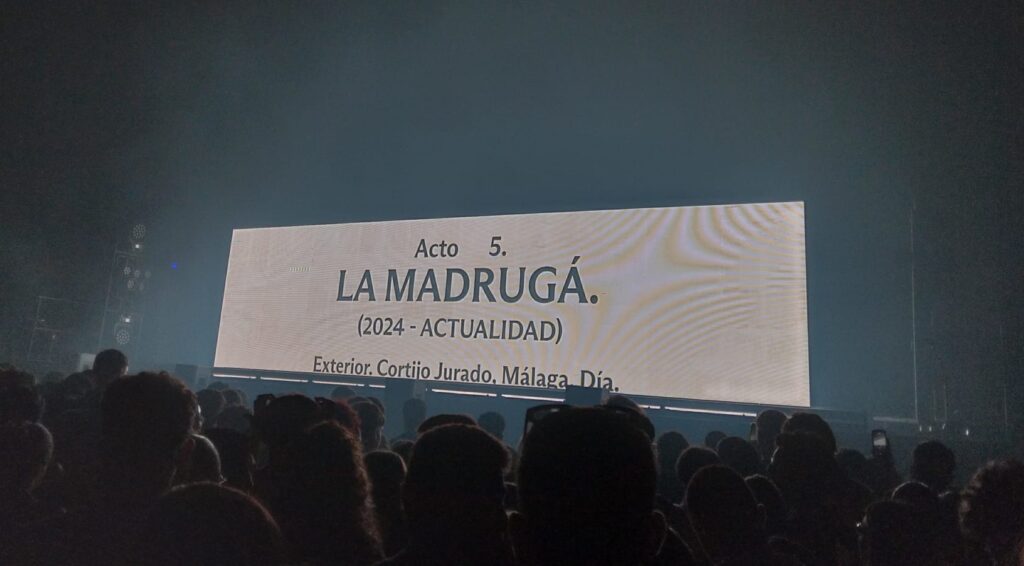 Acto 5.
LA MADRUGÁ.
(2024 - ACTUALIDAD)
Exterior. Cortijo Jurado, Málaga. Día.